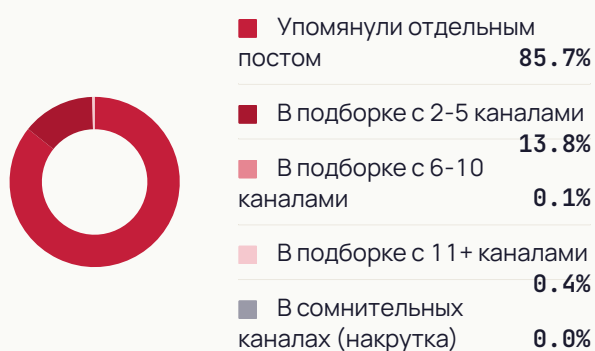 Упомянули отдельным
постом 85.7%
В подборке с 2-5 каналами
13.8%
В подборке с 6-10
каналами 0.1%
В подборке с 11+ каналами
0.4%
В сомнительных
каналах (накрутка) 0.0%